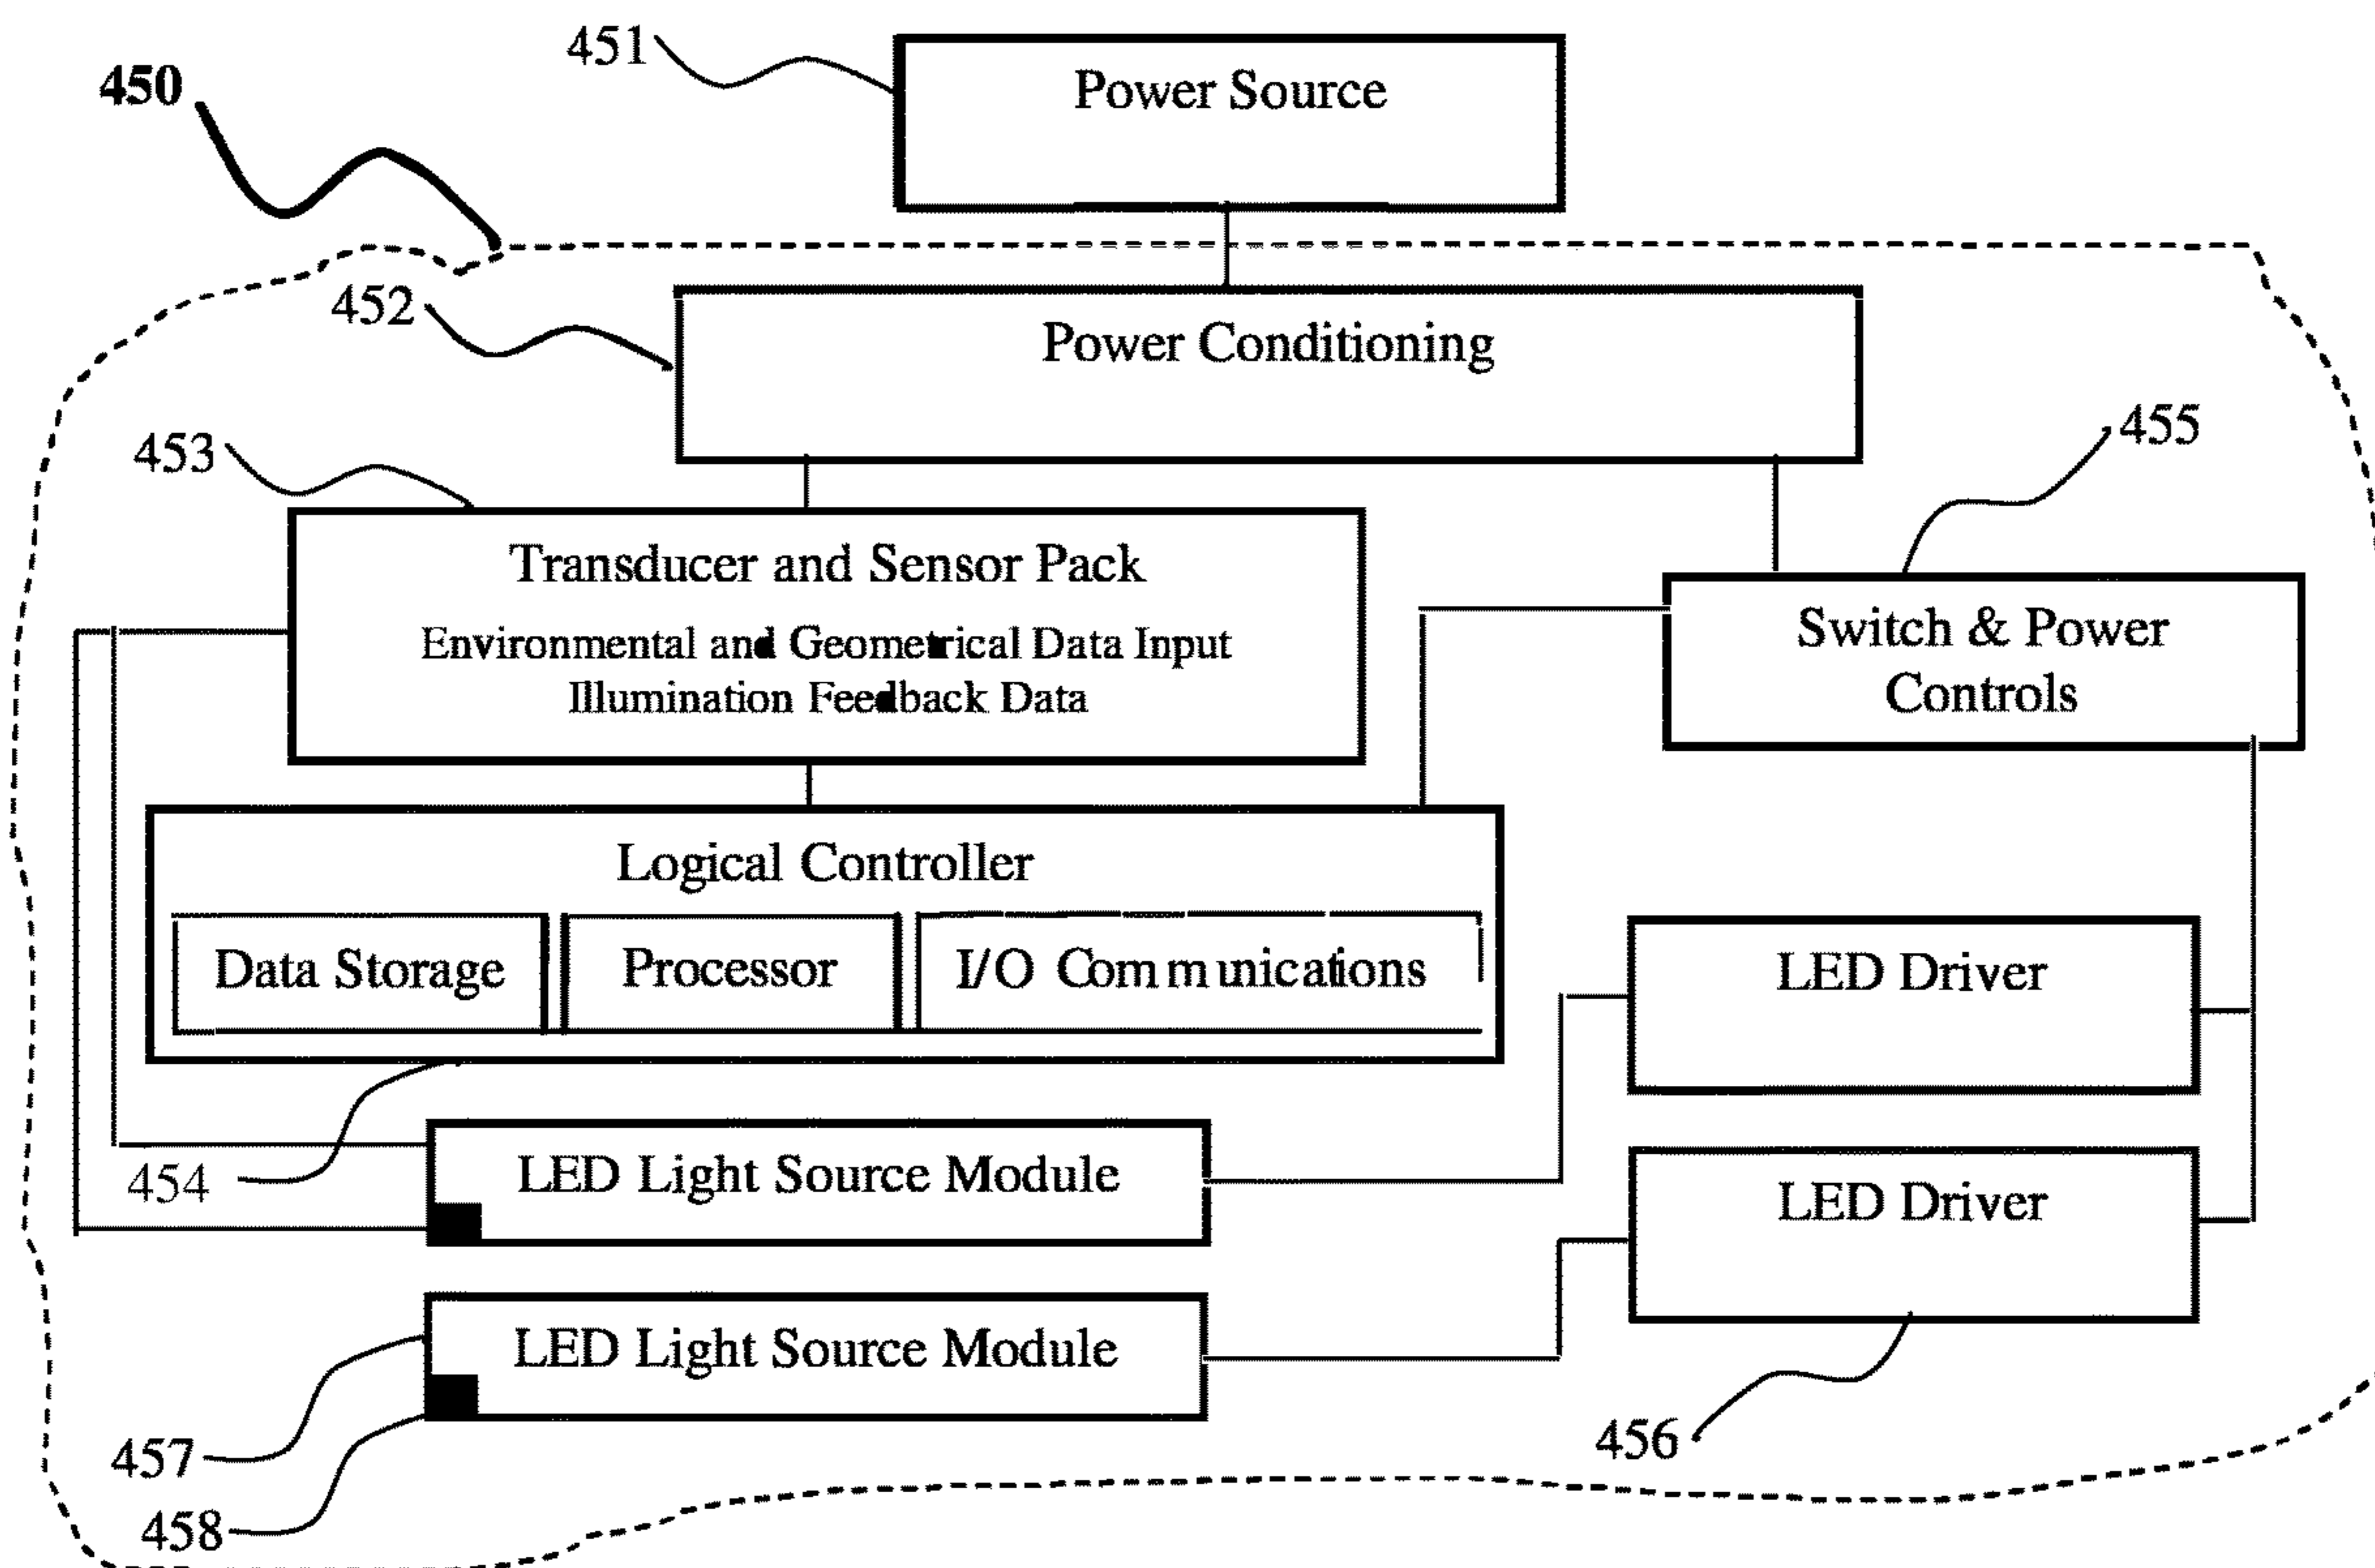 451
Power Source
450
452
Power Conditioning
453
455
Transducer and Sensor Pack
Environmental and Geometrical Data Input
Illumination Feedback Data
Switch & Power
Controls
Logical Controller
Data Storage
Processor
I/O Communications
LED Driver
454
LED Light Source Module
LED Driver
LED Light Source Module
457
456
458